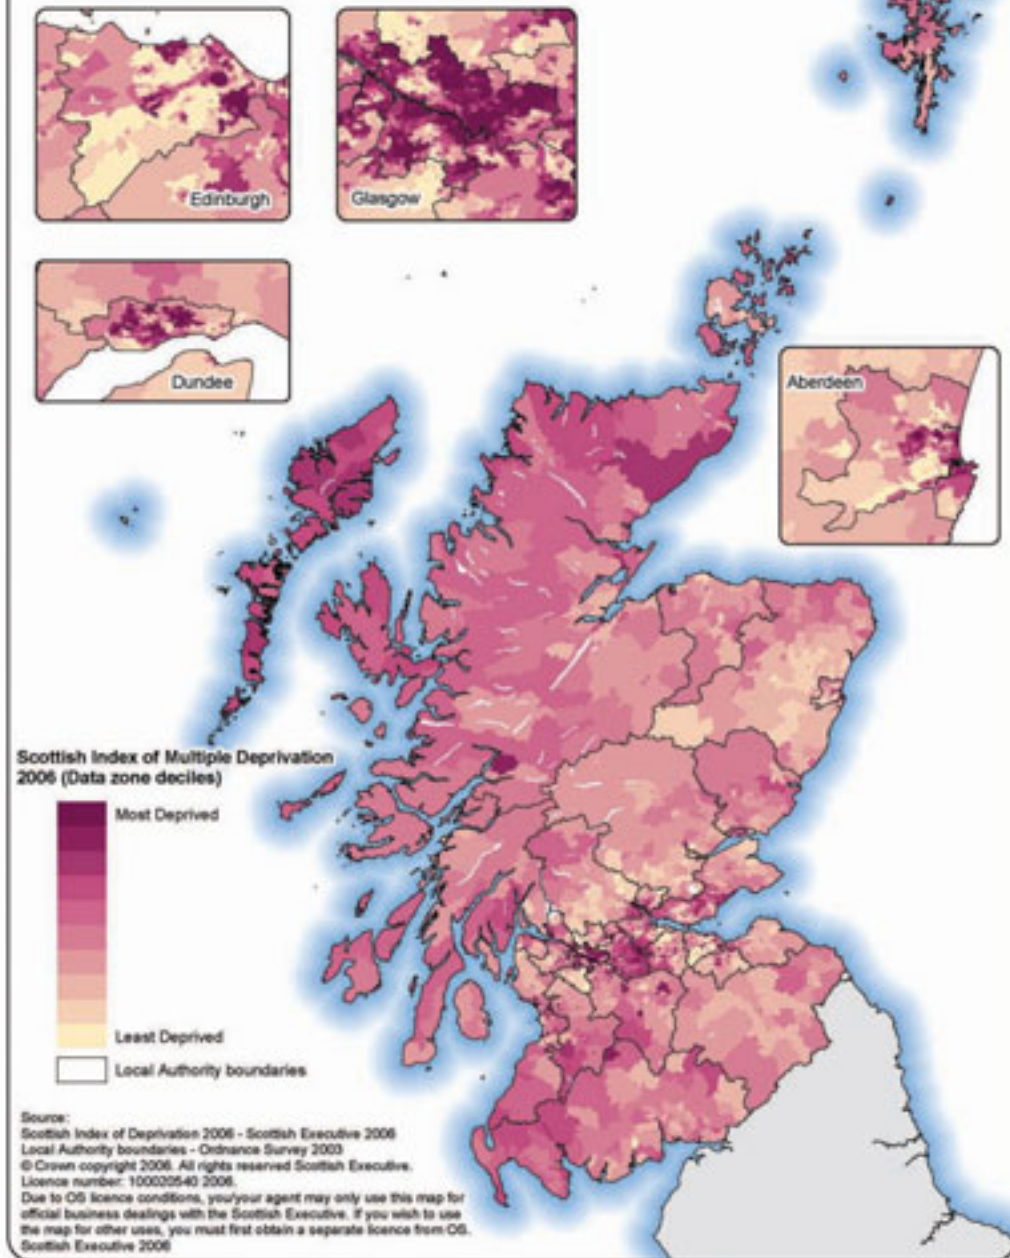 Edinburgh
Glasgow
Dundee
Aberdeen
Scottish Index of Multiple Deprivation
2006 (Data zone deciles)
Most Deprived
Least Deprived
Local Authority boundaries
Source:
Scottish Index of Deprivation 2006 - Scottish Executive 2006
Local Authority boundaries - Ordnance Survey 2003
© Crown copyright 2006. All rights reserved Scottish Executive.
Licence number: 100020540 2006.
Due to OS licence conditions, you/your agent may only use this map for
official business dealings with the Scottish Executive. If you wish to use
the map for other uses, you must first obtain a separate licence from OS.
Scottish Executive 2006